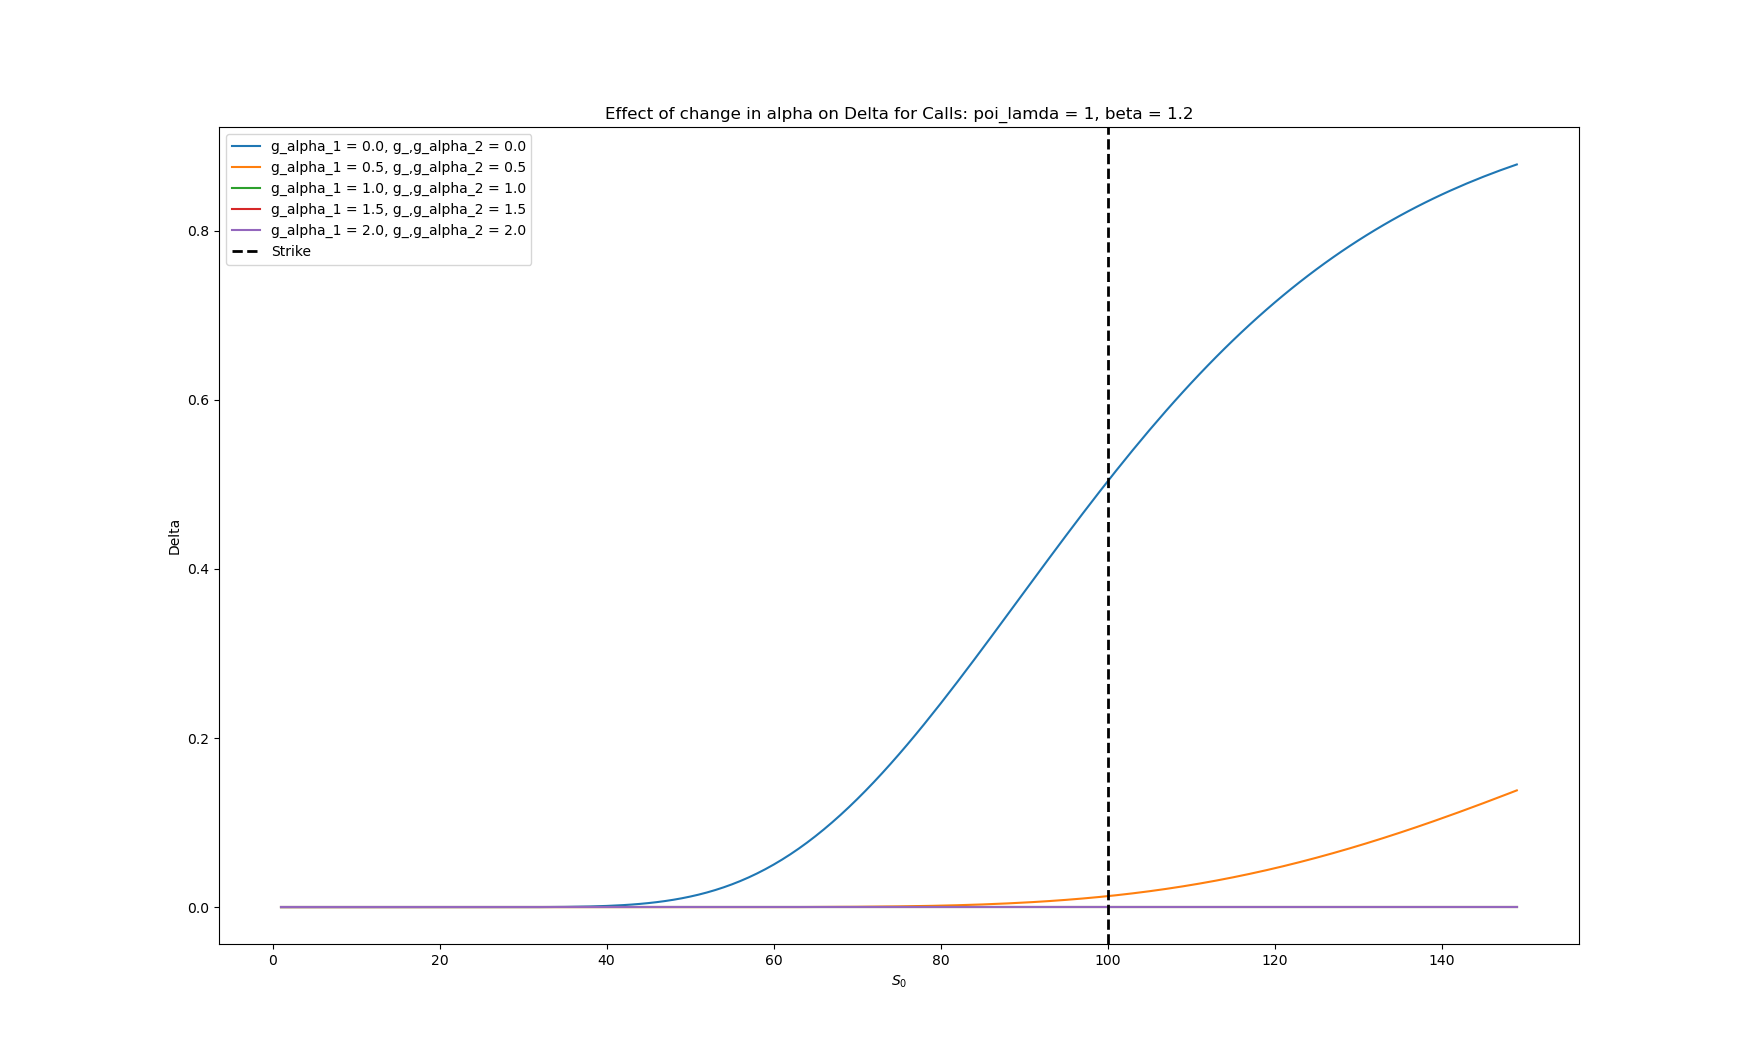 Effect of change in alpha on Delta for Calls: poi_lamda = 1, beta = 1.2
g_alpha_1 = 0.0, g_,g_alpha_2 = 0.0
g_alpha_1 = 0.5, g_,g_alpha_2 = 0.5
g_alpha_1 = 1.0, g_,g_alpha_2 = 1.0
g_alpha_1 = 1.5, g_,g_alpha_2 = 1.5
g_alpha_1 = 2.0, g_,g_alpha_2 = 2.0
Strike
0.8
0.6
0.4
0.2
0.0
Delta
0 20 40 60 80 100 120 140
S₀